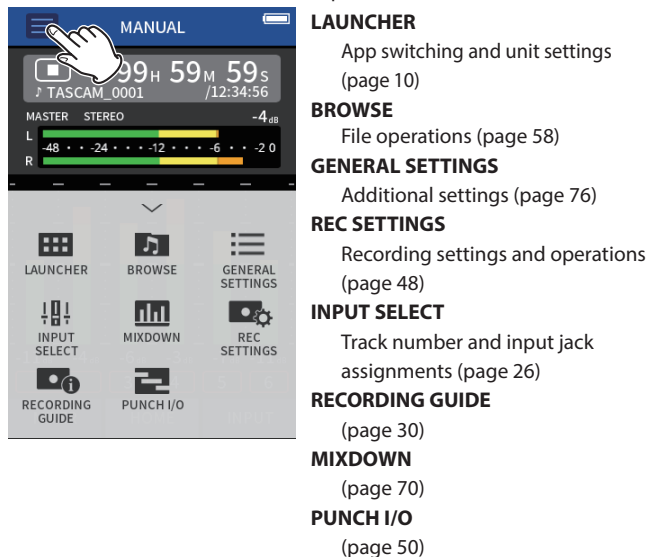 MANUAL
99H 59M 59S
♪ TASCAM_0001 /12:34:56
MASTER STEREO -4dB
L
-48 · · -24 · · · -12 · · · -6 · · -2 0
R
LAUNCHER
BROWSE
GENERAL
SETTINGS
INPUT
SELECT
MIXDOWN
REC
SETTINGS
RECORDING
GUIDE
PUNCH I/O
LAUNCHER
App switching and unit settings
(page 10)
BROWSE
File operations (page 58)
GENERAL SETTINGS
Additional settings (page 76)
REC SETTINGS
Recording settings and operations
(page 48)
INPUT SELECT
Track number and input jack
assignments (page 26)
RECORDING GUIDE
(page 30)
MIXDOWN
(page 70)
PUNCH I/O
(page 50)